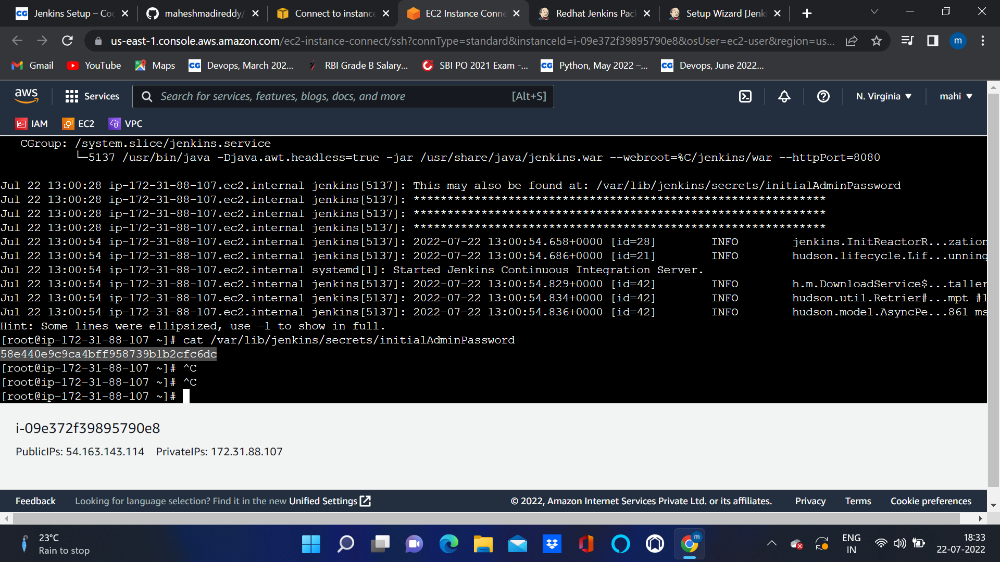 Jenkins Setup – Co
maheshmadireddy/
Connect to instance
EC2 Instance Conne
Redhat Jenkins Pac
Setup Wizard [Jenki
us-east-1.console.aws.amazon.com/ec2-instance-connect/ssh?connType=standard&instanceId=i-09e372f39895790e8&osUser=ec2-user&region=us...
m
Gmail
YouTube
Maps
CG Devops, March 202...
RBI Grade B Salary...
SBI PO 2021 Exam -...
CG Python, May 2022 –...
CG Devops, June 2022...
aws
Services
Search for services, features, blogs, docs, and more [Alt+S]
N. Virginia
mahi
IAM
EC2
VPC
CGroup: /system.slice/jenkins.service
└─5137 /usr/bin/java -Djava.awt.headless=true -jar /usr/share/java/jenkins.war --webroot=%C/jenkins/war --httpPort=8080
Jul 22 13:00:28 ip-172-31-88-107.ec2.internal jenkins[5137]: This may also be found at: /var/lib/jenkins/secrets/initialAdminPassword
Jul 22 13:00:28 ip-172-31-88-107.ec2.internal jenkins[5137]: *************************************************************
Jul 22 13:00:28 ip-172-31-88-107.ec2.internal jenkins[5137]: *************************************************************
Jul 22 13:00:28 ip-172-31-88-107.ec2.internal jenkins[5137]: *************************************************************
Jul 22 13:00:54 ip-172-31-88-107.ec2.internal jenkins[5137]: 2022-07-22 13:00:54.658+0000 [id=28] INFO jenkins.InitReactorR...zation
Jul 22 13:00:54 ip-172-31-88-107.ec2.internal jenkins[5137]: 2022-07-22 13:00:54.686+0000 [id=21] INFO hudson.lifecycle.Lif...unning
Jul 22 13:00:54 ip-172-31-88-107.ec2.internal systemd[1]: Started Jenkins Continuous Integration Server.
Jul 22 13:00:54 ip-172-31-88-107.ec2.internal jenkins[5137]: 2022-07-22 13:00:54.829+0000 [id=42] INFO h.m.DownloadService$...taller
Jul 22 13:00:54 ip-172-31-88-107.ec2.internal jenkins[5137]: 2022-07-22 13:00:54.834+0000 [id=42] INFO hudson.util.Retrier#...mpt #1
Jul 22 13:00:54 ip-172-31-88-107.ec2.internal jenkins[5137]: 2022-07-22 13:00:54.836+0000 [id=42] INFO hudson.model.AsyncPe...861 ms
Hint: Some lines were ellipsized, use -l to show in full.
[root@ip-172-31-88-107 ~]# cat /var/lib/jenkins/secrets/initialAdminPassword
58e440e9c9ca4bff958739b1b2cfc6dc
[root@ip-172-31-88-107 ~]# ^C
[root@ip-172-31-88-107 ~]# ^C
[root@ip-172-31-88-107 ~]#
i-09e372f39895790e8
PublicIPs: 54.163.143.114 PrivateIPs: 172.31.88.107
Feedback
Looking for language selection? Find it in the new Unified Settings
© 2022, Amazon Internet Services Private Ltd. or its affiliates.
Privacy
Terms
Cookie preferences
23°C
Rain to stop
m
ENG
IN
18:33
22-07-2022